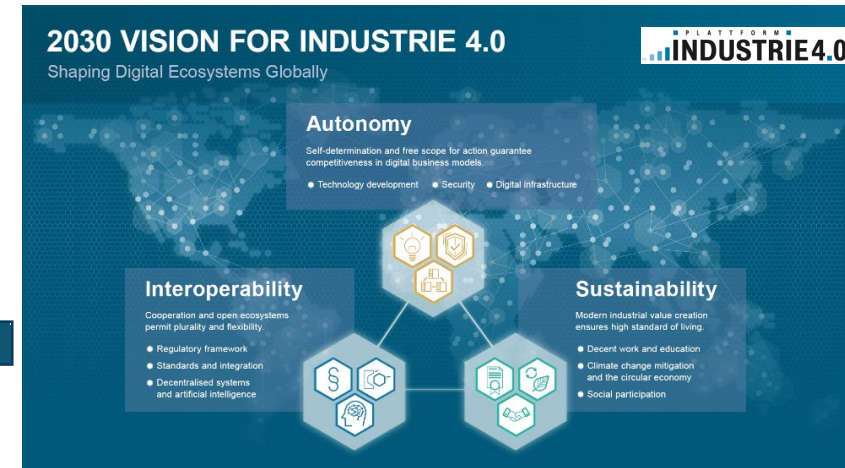 2030 VISION FOR INDUSTRIE 4.0
Shaping Digital Ecosystems Globally
PLATTFORM
INDUSTRIE4.0
Autonomy
Self-determination and free scope for action guarantee
competitiveness in digital business models.
Technology development
Security
Digital infrastructure
Interoperability
Cooperation and open ecosystems
permit plurality and flexibility.
Regulatory framework
Standards and integration
Decentralised systems
and artificial intelligence
§
Sustainability
Modern industrial value creation
ensures high standard of living.
Decent work and education
Climate change mitigation
and the circular economy
Social participation